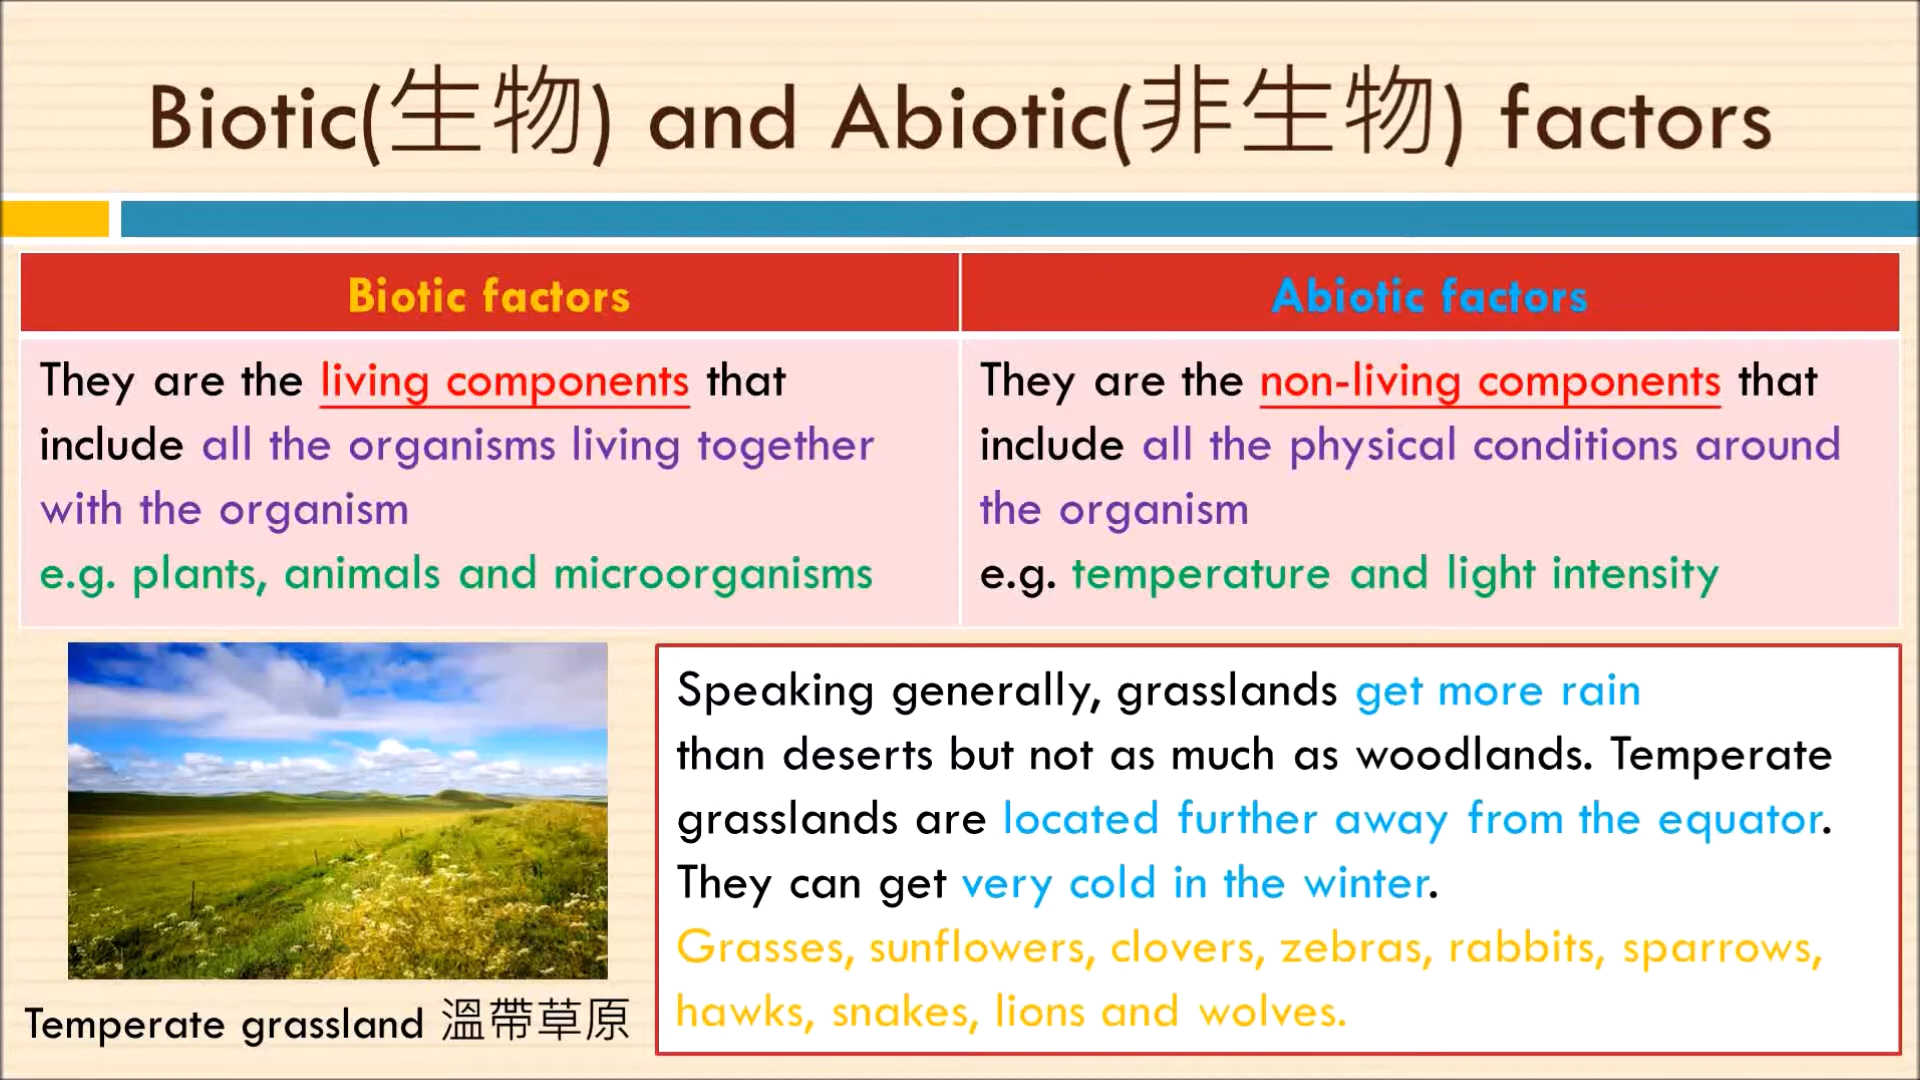 Biotic(生物) and Abiotic(非生物) factors
Biotic factors
They are the living components that
include all the organisms living together
with the organism
e.g. plants, animals and microorganisms
Abiotic factors
They are the non-living components that
include all the physical conditions around
the organism
e.g. temperature and light intensity
Temperate grassland 溫帶草原
Speaking generally, grasslands get more rain
than deserts but not as much as woodlands. Temperate
grasslands are located further away from the equator.
They can get very cold in the winter.
Grasses, sunflowers, clovers, zebras, rabbits, sparrows,
hawks, snakes, lions and wolves.